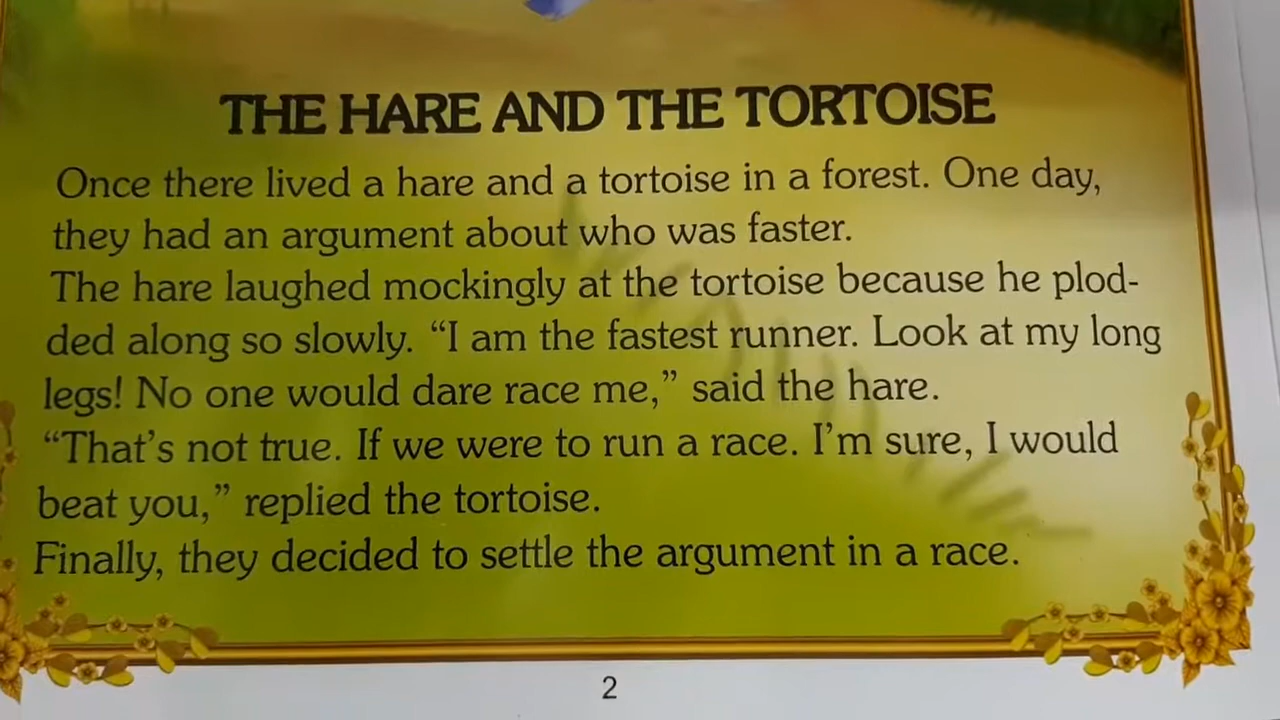 THE HARE AND THE TORTOISE
Once there lived a hare and a tortoise in a forest. One day,
they had an argument about who was faster.
The hare laughed mockingly at the tortoise because he plod-
ded along so slowly. “I am the fastest runner. Look at my long
legs! No one would dare race me,” said the hare.
“That’s not true. If we were to run a race. I’m sure, I would
beat you,” replied the tortoise.
Finally, they decided to settle the argument in a race.
2